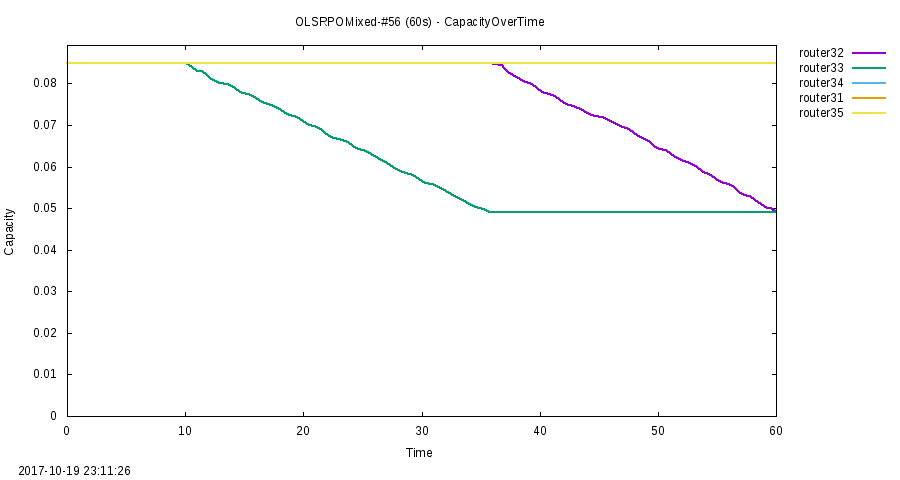 OLSRPOMixed-#56 (60s) - CapacityOverTime
router32
router33
router34
router31
router35
0.08
0.07
0.06
0.05
0.04
0.03
0.02
0.01
0
Capacity
0 10 20 30 40 50 60
Time
2017-10-19 23:11:26